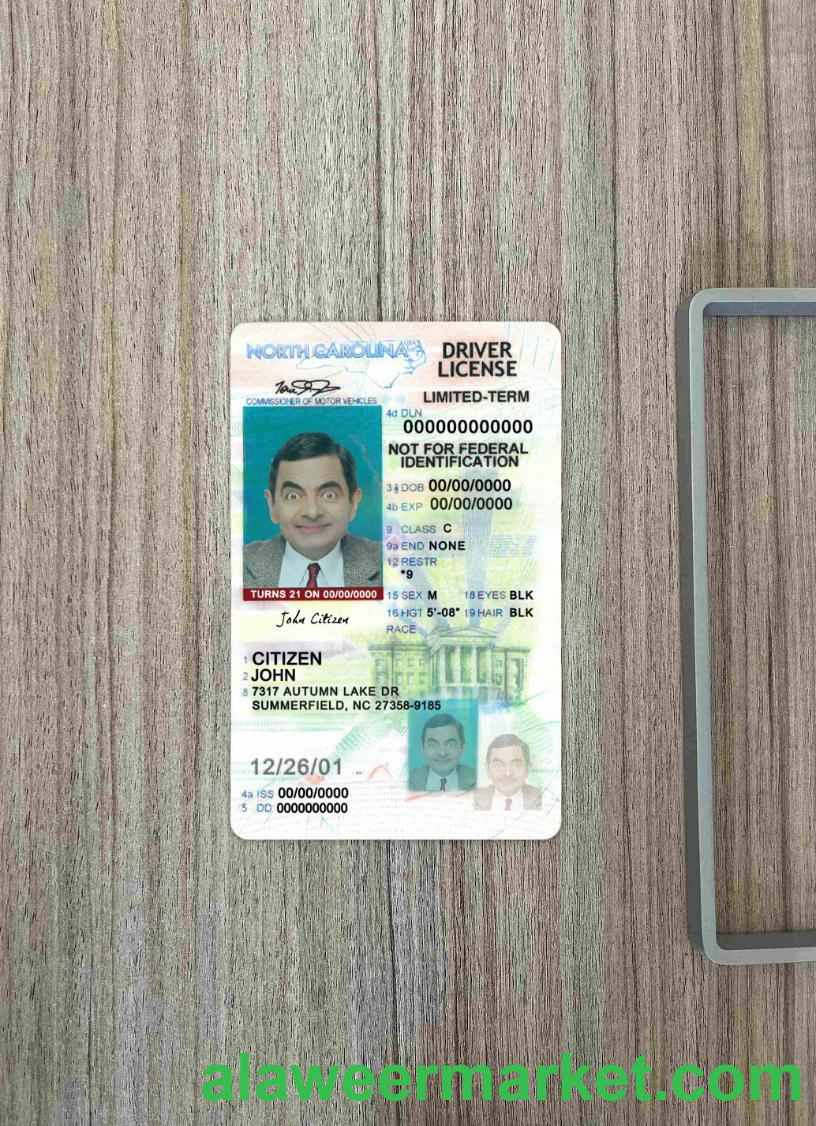 NORTH CAROLINA USA
DRIVER
LICENSE
COMMISSIONER OF MOTOR VEHICLES
LIMITED-TERM
4d DLN
000000000000
NOT FOR FEDERAL
IDENTIFICATION
3 DOB 00/00/0000
4b EXP 00/00/0000
9 CLASS C
9a END NONE
12 RESTR
*9
TURNS 21 ON 00/00/0000
15 SEX M 18 EYES BLK
16 HGT 5'-08" 19 HAIR BLK
RACE
John Citizen
1 CITIZEN
2 JOHN
8 7317 AUTUMN LAKE DR
SUMMERFIELD, NC 27358-9185
12/26/01
4a ISS 00/00/0000
5 DD 0000000000
alaweermarket.com